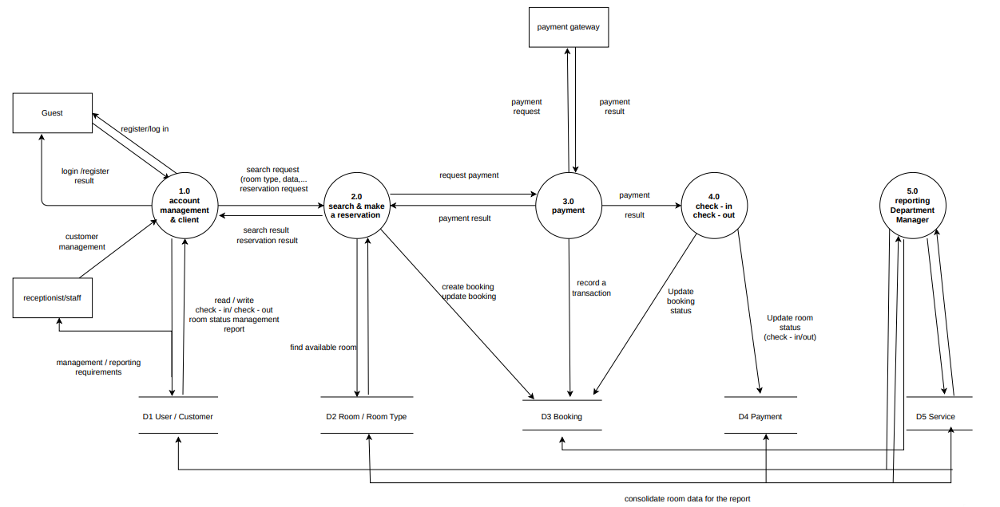 payment gateway
Guest
payment
request
payment
result
register/log in
login /register
result
search request
(room type, data,...
reservation request
request payment
1.0
account
management
& client
2.0
search & make
a reservation
3.0
payment
payment
result
4.0
check - in
check - out
5.0
reporting
Department
Manager
payment result
search result
reservation result
customer
management
receptionist/staff
read / write
check - in/ check - out
room status management
report
create booking
update booking
record a
transaction
Update
booking
status
Update room
status
(check - in/out)
find available room
management / reporting
requirements
D1 User / Customer
D2 Room / Room Type
D3 Booking
D4 Payment
D5 Service
consolidate room data for the report